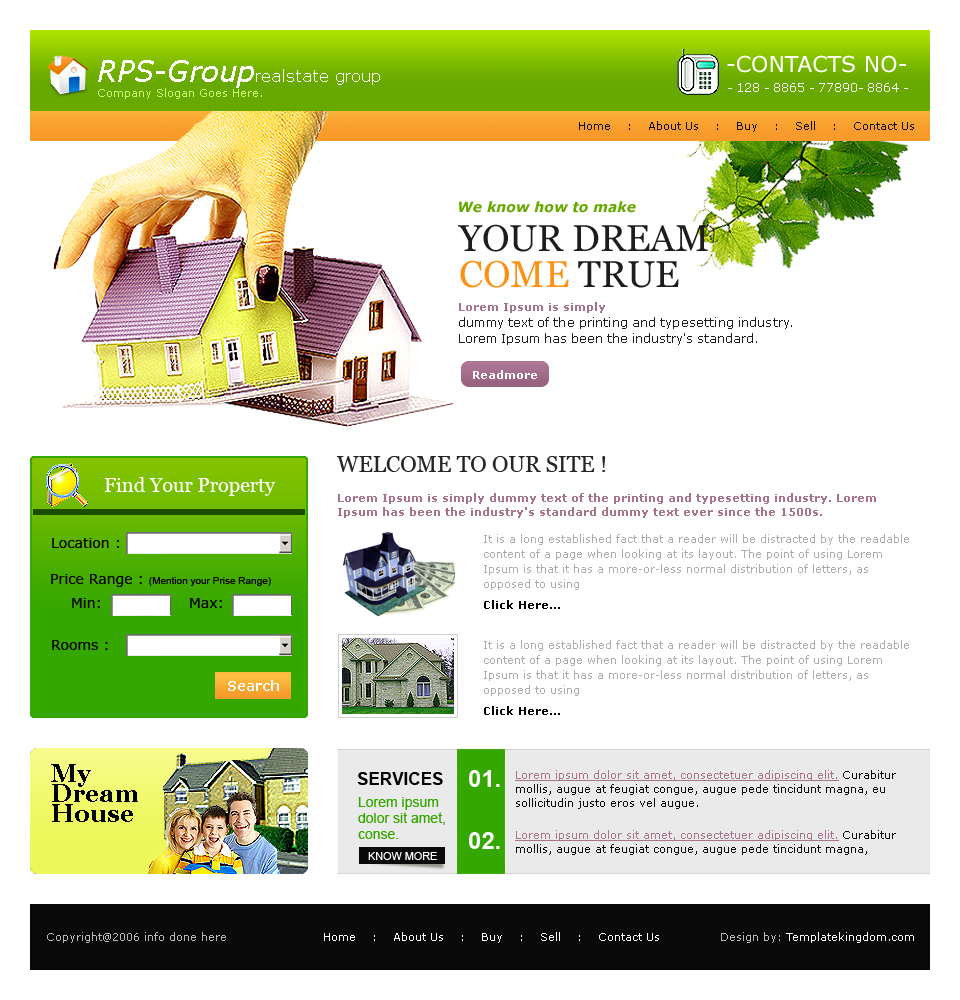 RPS-Grouprealstate group
Company Slogan Goes Here.
-CONTACTS NO-
- 128 - 8865 - 77890- 8864 -
Home : About Us : Buy : Sell : Contact Us
We know how to make
YOUR DREAM
COME TRUE
Lorem Ipsum is simply
dummy text of the printing and typesetting industry.
Lorem Ipsum has been the industry's standard.
Readmore
Find Your Property
Location :
Price Range : (Mention your Prise Range)
Min: Max:
Rooms :
Search
WELCOME TO OUR SITE !
Lorem Ipsum is simply dummy text of the printing and typesetting industry. Lorem
Ipsum has been the industry's standard dummy text ever since the 1500s.
It is a long established fact that a reader will be distracted by the readable
content of a page when looking at its layout. The point of using Lorem
Ipsum is that it has a more-or-less normal distribution of letters, as
opposed to using
Click Here...
It is a long established fact that a reader will be distracted by the readable
content of a page when looking at its layout. The point of using Lorem
Ipsum is that it has a more-or-less normal distribution of letters, as
opposed to using
Click Here...
My
Dream
House
SERVICES
Lorem ipsum
dolor sit amet,
conse.
KNOW MORE
01.
Lorem ipsum dolor sit amet, consectetuer adipiscing elit. Curabitur
mollis, augue at feugiat congue, augue pede tincidunt magna, eu
sollicitudin justo eros vel augue.
02.
Lorem ipsum dolor sit amet, consectetuer adipiscing elit. Curabitur
mollis, augue at feugiat congue, augue pede tincidunt magna,
Copyright@2006 info done here
Home : About Us : Buy : Sell : Contact Us
Design by: Templatekingdom.com